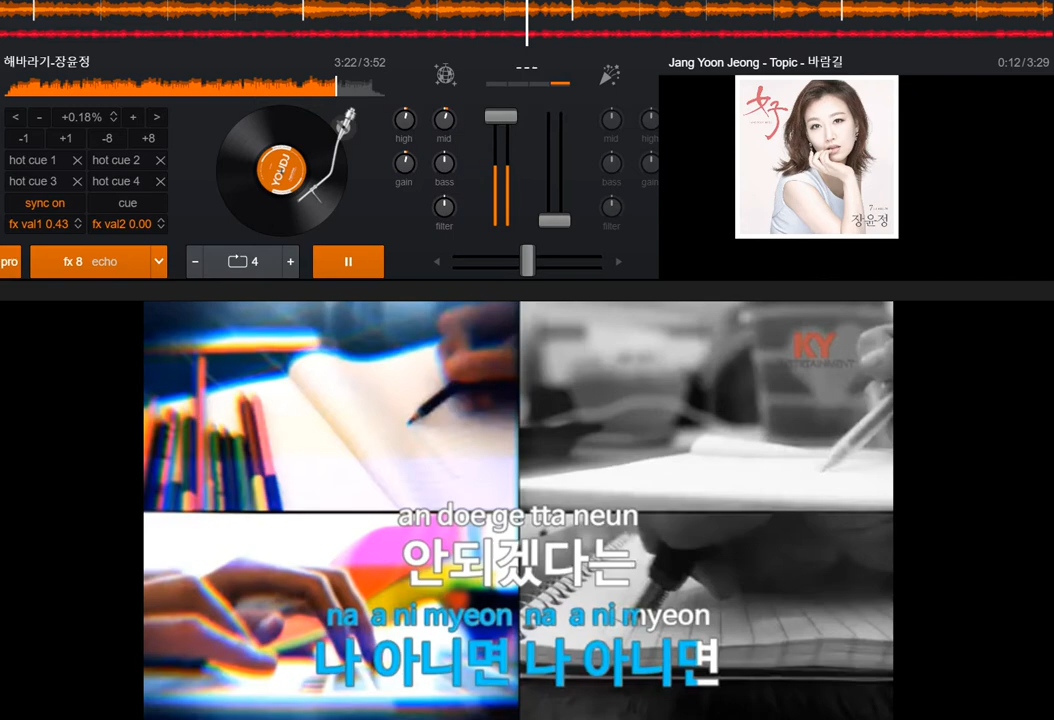 해바라기-장윤정
3:22/3:52
Jang Yoon Jeong - Topic - 바람길
0:12/3:29
< - +0.18% + >
-1 +1 -8 +8
hot cue 1 hot cue 2
hot cue 3 hot cue 4
sync on cue
fx val1 0.43 fx val2 0.00
pro fx 8 echo
- 4 +
YOU.DJ
high mid
gain bass
filter
mid high
bass gain
filter
女子
7
장윤정
KY
ENTERTAINMENT
an doe ge tta neun
안되겠다는
na a ni myeon na a ni myeon
나 아니면 나 아니면